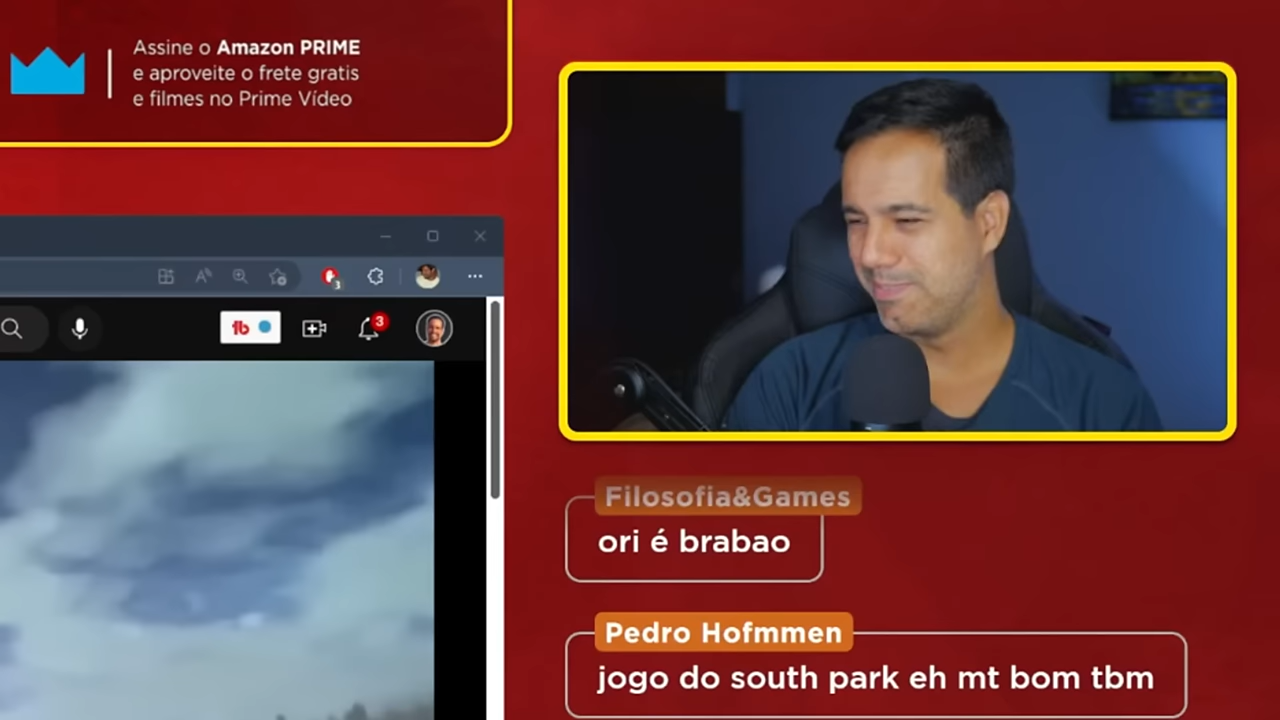 Assine o Amazon PRIME
e aproveite o frete gratis
e filmes no Prime Vídeo
3
tb
3
Filosofia&Games
ori é brabao
Pedro Hofmmen
jogo do south park eh mt bom tbm